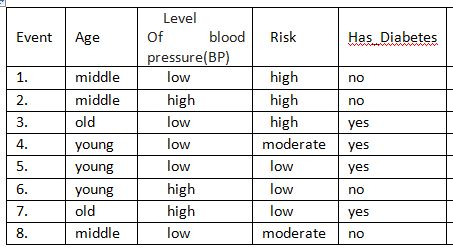 Event Age Level Of blood pressure(BP) Risk Has_Diabetes
1. middle low high no
2. middle high high no
3. old low high yes
4. young low moderate yes
5. young low low yes
6. young high low no
7. old high low yes
8. middle low moderate no